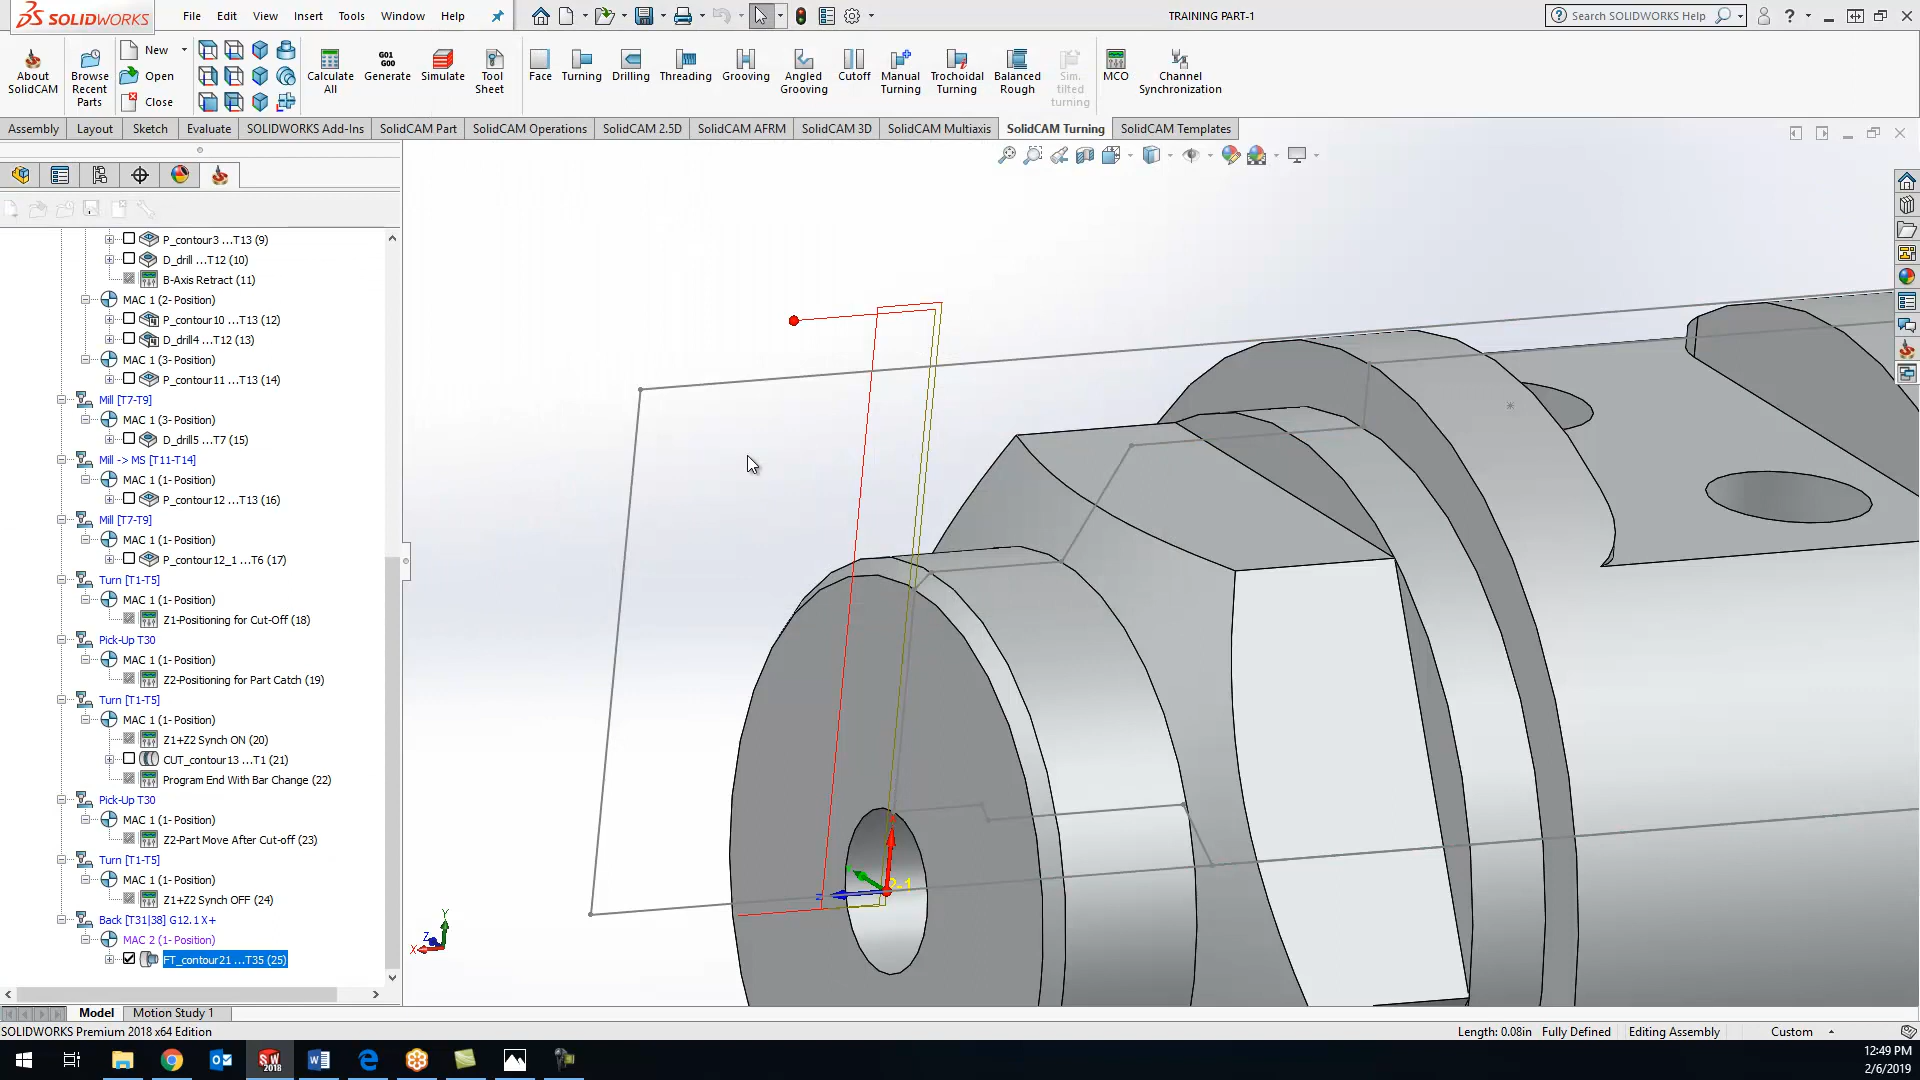 SOLIDWORKS
File Edit View Insert Tools Window Help
TRAINING PART-1
Search SOLIDWORKS Help
About SolidCAM
Browse Recent Parts
New
Open
Close
Calculate All
G01 G00
Generate
Simulate
Tool Sheet
Face
Turning
Drilling
Threading
Grooving
Angled Grooving
Cutoff
Manual Turning
Trochoidal Turning
Balanced Rough
Sim. tilted turning
MCO
Channel Synchronization
Assembly Layout Sketch Evaluate SOLIDWORKS Add-Ins SolidCAM Part SolidCAM Operations SolidCAM 2.5D SolidCAM AFRM SolidCAM 3D SolidCAM Multiaxis SolidCAM Turning SolidCAM Templates
P_contour3 ...T13 (9)
D_drill ...T12 (10)
B-Axis Retract (11)
MAC 1 (2- Position)
P_contour10 ...T13 (12)
D_drill4 ...T12 (13)
MAC 1 (3- Position)
P_contour11 ...T13 (14)
Mill [T7-T9]
MAC 1 (3- Position)
D_drill5 ...T7 (15)
Mill -> MS [T11-T14]
MAC 1 (1- Position)
P_contour12 ...T13 (16)
Mill [T7-T9]
MAC 1 (1- Position)
P_contour12_1 ...T6 (17)
Turn [T1-T5]
MAC 1 (1- Position)
Z1-Positioning for Cut-Off (18)
Pick-Up T30
MAC 1 (1- Position)
Z2-Positioning for Part Catch (19)
Turn [T1-T5]
MAC 1 (1- Position)
Z1+Z2 Synch ON (20)
CUT_contour13 ...T1 (21)
Program End With Bar Change (22)
Pick-Up T30
MAC 1 (1- Position)
Z2-Part Move After Cut-off (23)
Turn [T1-T5]
MAC 1 (1- Position)
Z1+Z2 Synch OFF (24)
Back [T31|38] G12.1 X+
MAC 2 (1- Position)
FT_contour21 ...T35 (25)
Y
Z
X
Z
Model Motion Study 1
SOLIDWORKS Premium 2018 x64 Edition
Length: 0.08in Fully Defined Editing Assembly Custom
12:49 PM
2/6/2019